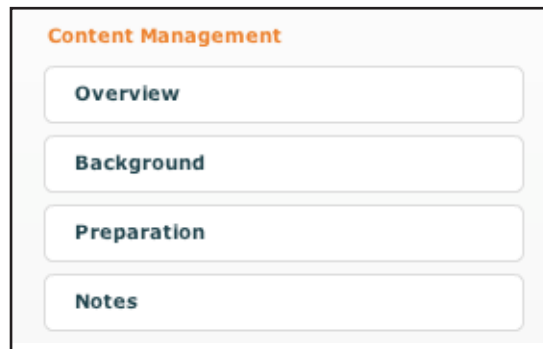 Content Management
Overview
Background
Preparation
Notes